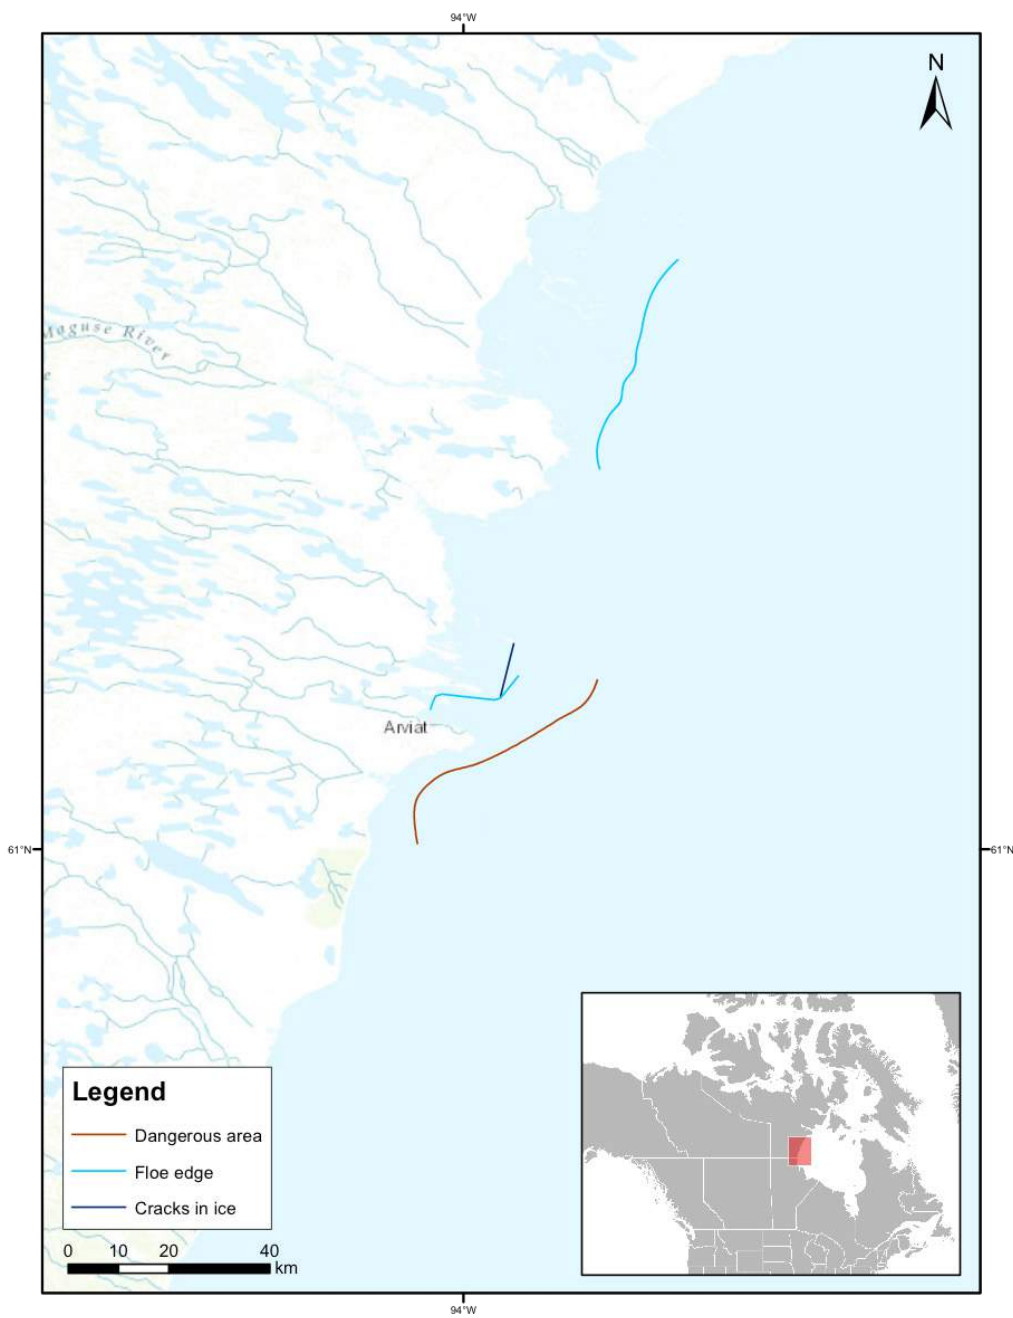 94°W
N
Maguse River
e
Arviat
61°N
61°N
Legend
Dangerous area
Floe edge
Cracks in ice
0 10 20 40
km
94°W